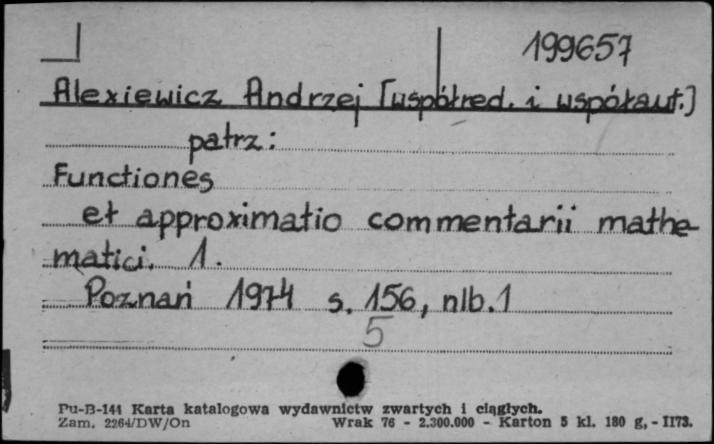 199657
Alexiewicz Andrzej [współred. i współaut.]
patrz:
Functiones
et approximatio commentarii mathe-
matici. 1.
Poznań 1974 s. 156, nlb. 1
5
Pu-B-144 Karta katalogowa wydawnictw zwartych i ciągłych.
Zam. 2264/DW/On Wrak 76 - 2.300.000 - Karton 5 kl. 180 g, - II73.